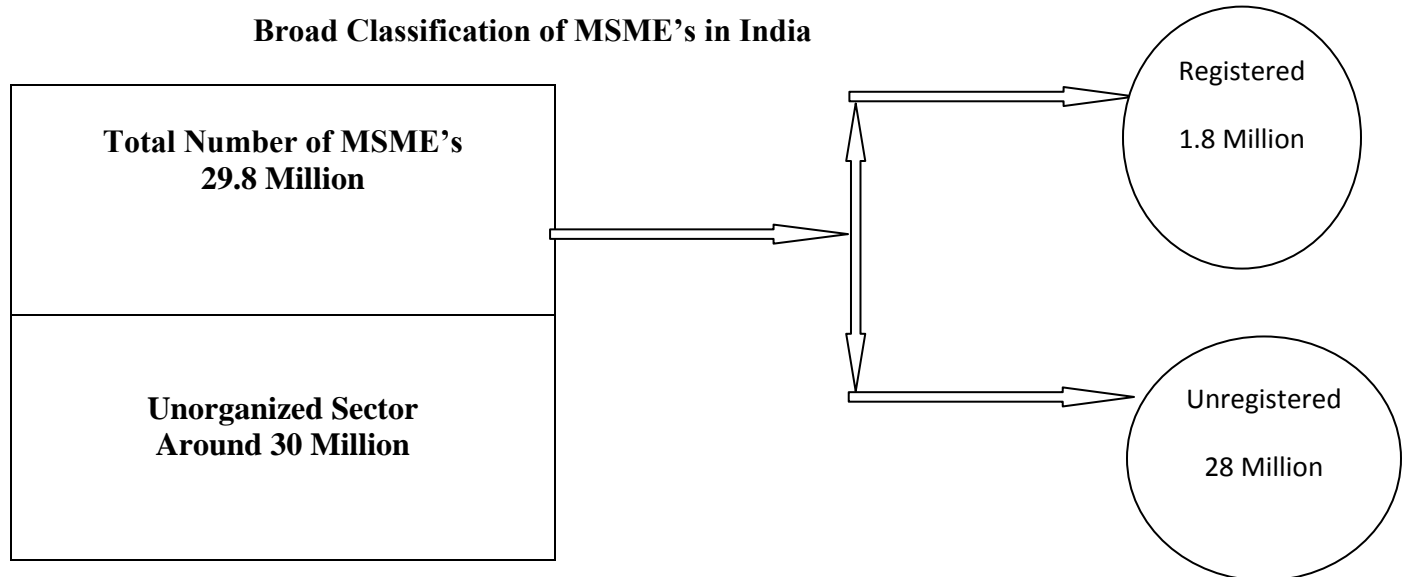 Broad Classification of MSME’s in India
Total Number of MSME’s
29.8 Million
Unorganized Sector
Around 30 Million
Registered
1.8 Million
Unregistered
28 Million